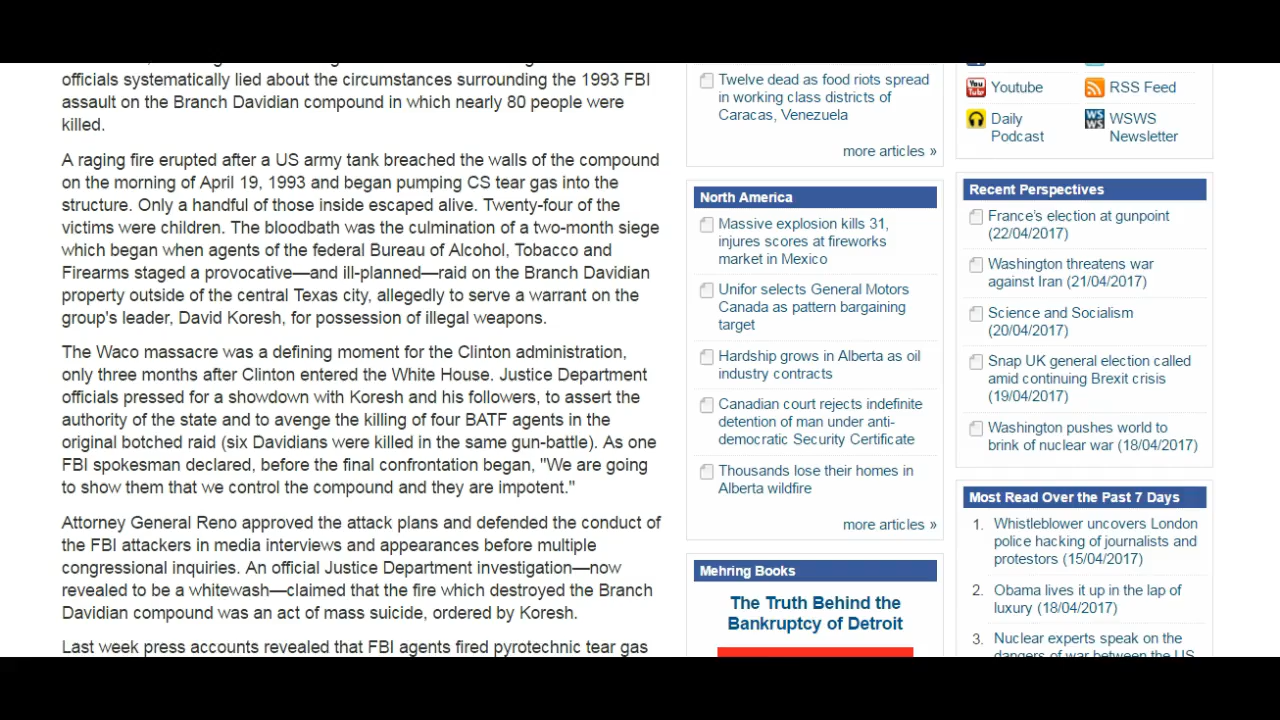 officials systematically lied about the circumstances surrounding the 1993 FBI
assault on the Branch Davidian compound in which nearly 80 people were
killed.
A raging fire erupted after a US army tank breached the walls of the compound
on the morning of April 19, 1993 and began pumping CS tear gas into the
structure. Only a handful of those inside escaped alive. Twenty-four of the
victims were children. The bloodbath was the culmination of a two-month siege
which began when agents of the federal Bureau of Alcohol, Tobacco and
Firearms staged a provocative—and ill-planned—raid on the Branch Davidian
property outside of the central Texas city, allegedly to serve a warrant on the
group's leader, David Koresh, for possession of illegal weapons.
The Waco massacre was a defining moment for the Clinton administration,
only three months after Clinton entered the White House. Justice Department
officials pressed for a showdown with Koresh and his followers, to assert the
authority of the state and to avenge the killing of four BATF agents in the
original botched raid (six Davidians were killed in the same gun-battle). As one
FBI spokesman declared, before the final confrontation began, "We are going
to show them that we control the compound and they are impotent."
Attorney General Reno approved the attack plans and defended the conduct of
the FBI attackers in media interviews and appearances before multiple
congressional inquiries. An official Justice Department investigation—now
revealed to be a whitewash—claimed that the fire which destroyed the Branch
Davidian compound was an act of mass suicide, ordered by Koresh.
Last week press accounts revealed that FBI agents fired pyrotechnic tear gas
Twelve dead as food riots spread
in working class districts of
Caracas, Venezuela
more articles »
North America
Massive explosion kills 31,
injures scores at fireworks
market in Mexico
Unifor selects General Motors
Canada as pattern bargaining
target
Hardship grows in Alberta as oil
industry contracts
Canadian court rejects indefinite
detention of man under anti-
democratic Security Certificate
Thousands lose their homes in
Alberta wildfire
more articles »
Mehring Books
The Truth Behind the
Bankruptcy of Detroit
You Tube Youtube
RSS Feed
Daily
Podcast
WS WS WSWS
Newsletter
Recent Perspectives
France's election at gunpoint
(22/04/2017)
Washington threatens war
against Iran (21/04/2017)
Science and Socialism
(20/04/2017)
Snap UK general election called
amid continuing Brexit crisis
(19/04/2017)
Washington pushes world to
brink of nuclear war (18/04/2017)
Most Read Over the Past 7 Days
1. Whistleblower uncovers London
police hacking of journalists and
protestors (15/04/2017)
2. Obama lives it up in the lap of
luxury (18/04/2017)
3. Nuclear experts speak on the
dangers of war between the US